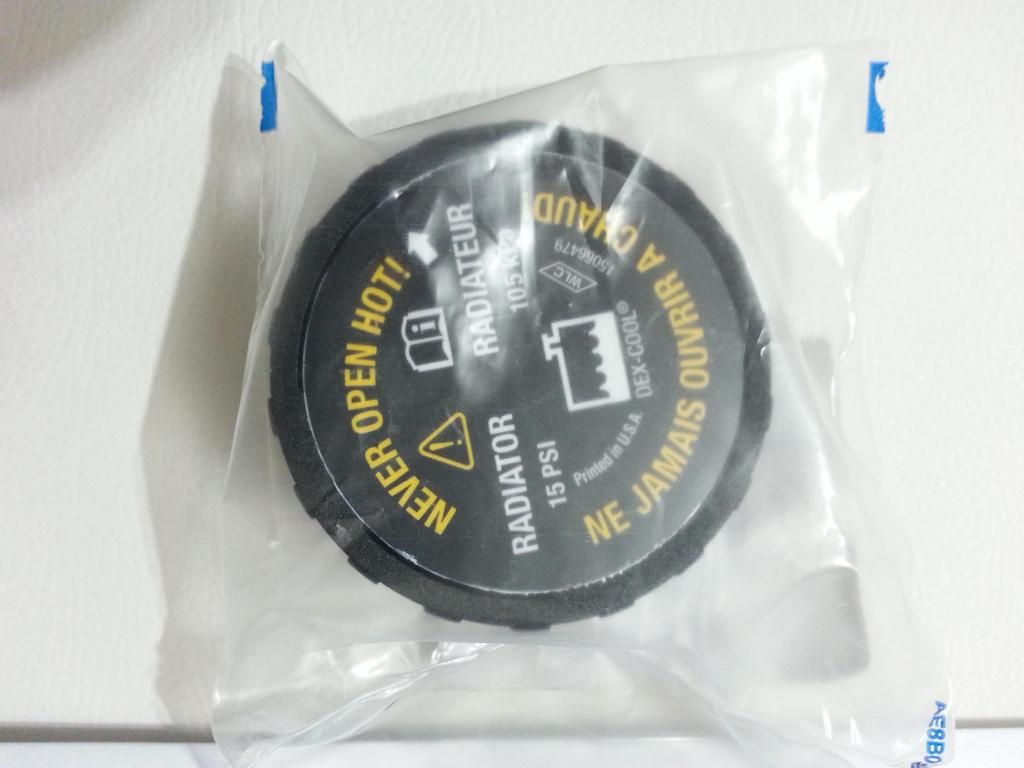 NEVER OPEN HOT!
RADIATOR
RADIATEUR
15 PSI
105 kPa
Printed in U.S.A.
DEX-COOL®
WLC
15066479
NE JAMAIS OUVRIR A CHAUD